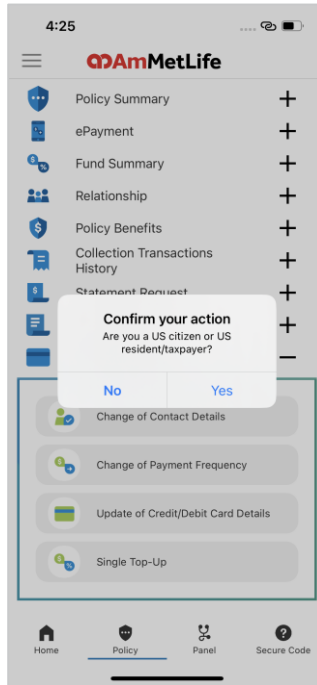 4:25
AmMetLife
Policy Summary
ePayment
Fund Summary
Relationship
Policy Benefits
Collection Transactions
History
Statement Request
Confirm your action
Are you a US citizen or US
resident/taxpayer?
No Yes
Change of Contact Details
Change of Payment Frequency
Update of Credit/Debit Card Details
Single Top-Up
Home Policy Panel Secure Code